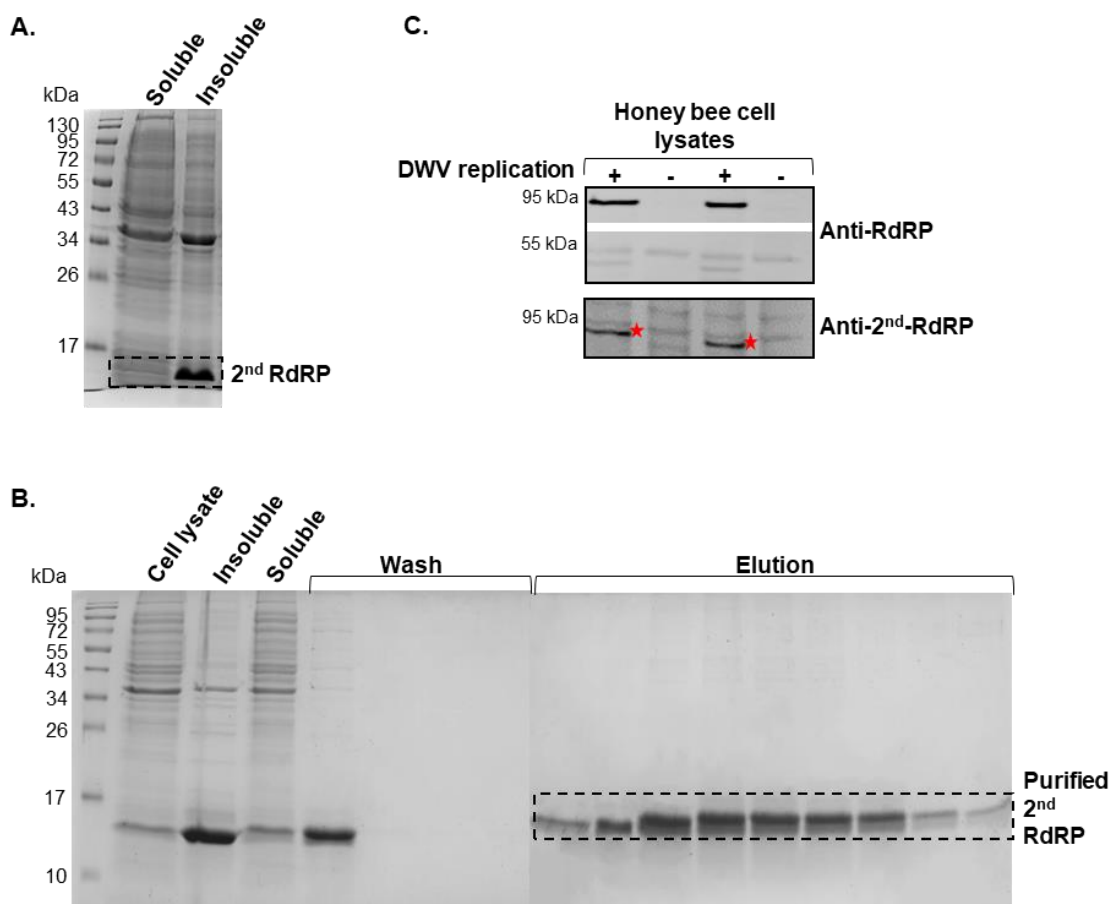 A.
Soluble
Insoluble
kDa
130
95
72
55
43
34
26
17
2nd RdRP
C.
Honey bee cell
lysates
DWV replication + - + -
95 kDa
Anti-RdRP
55 kDa
95 kDa
Anti-2nd-RdRP
B.
Cell lysate
Insoluble
Soluble
Wash
Elution
kDa
95
72
55
43
34
26
17
10
Purified
2nd
RdRP